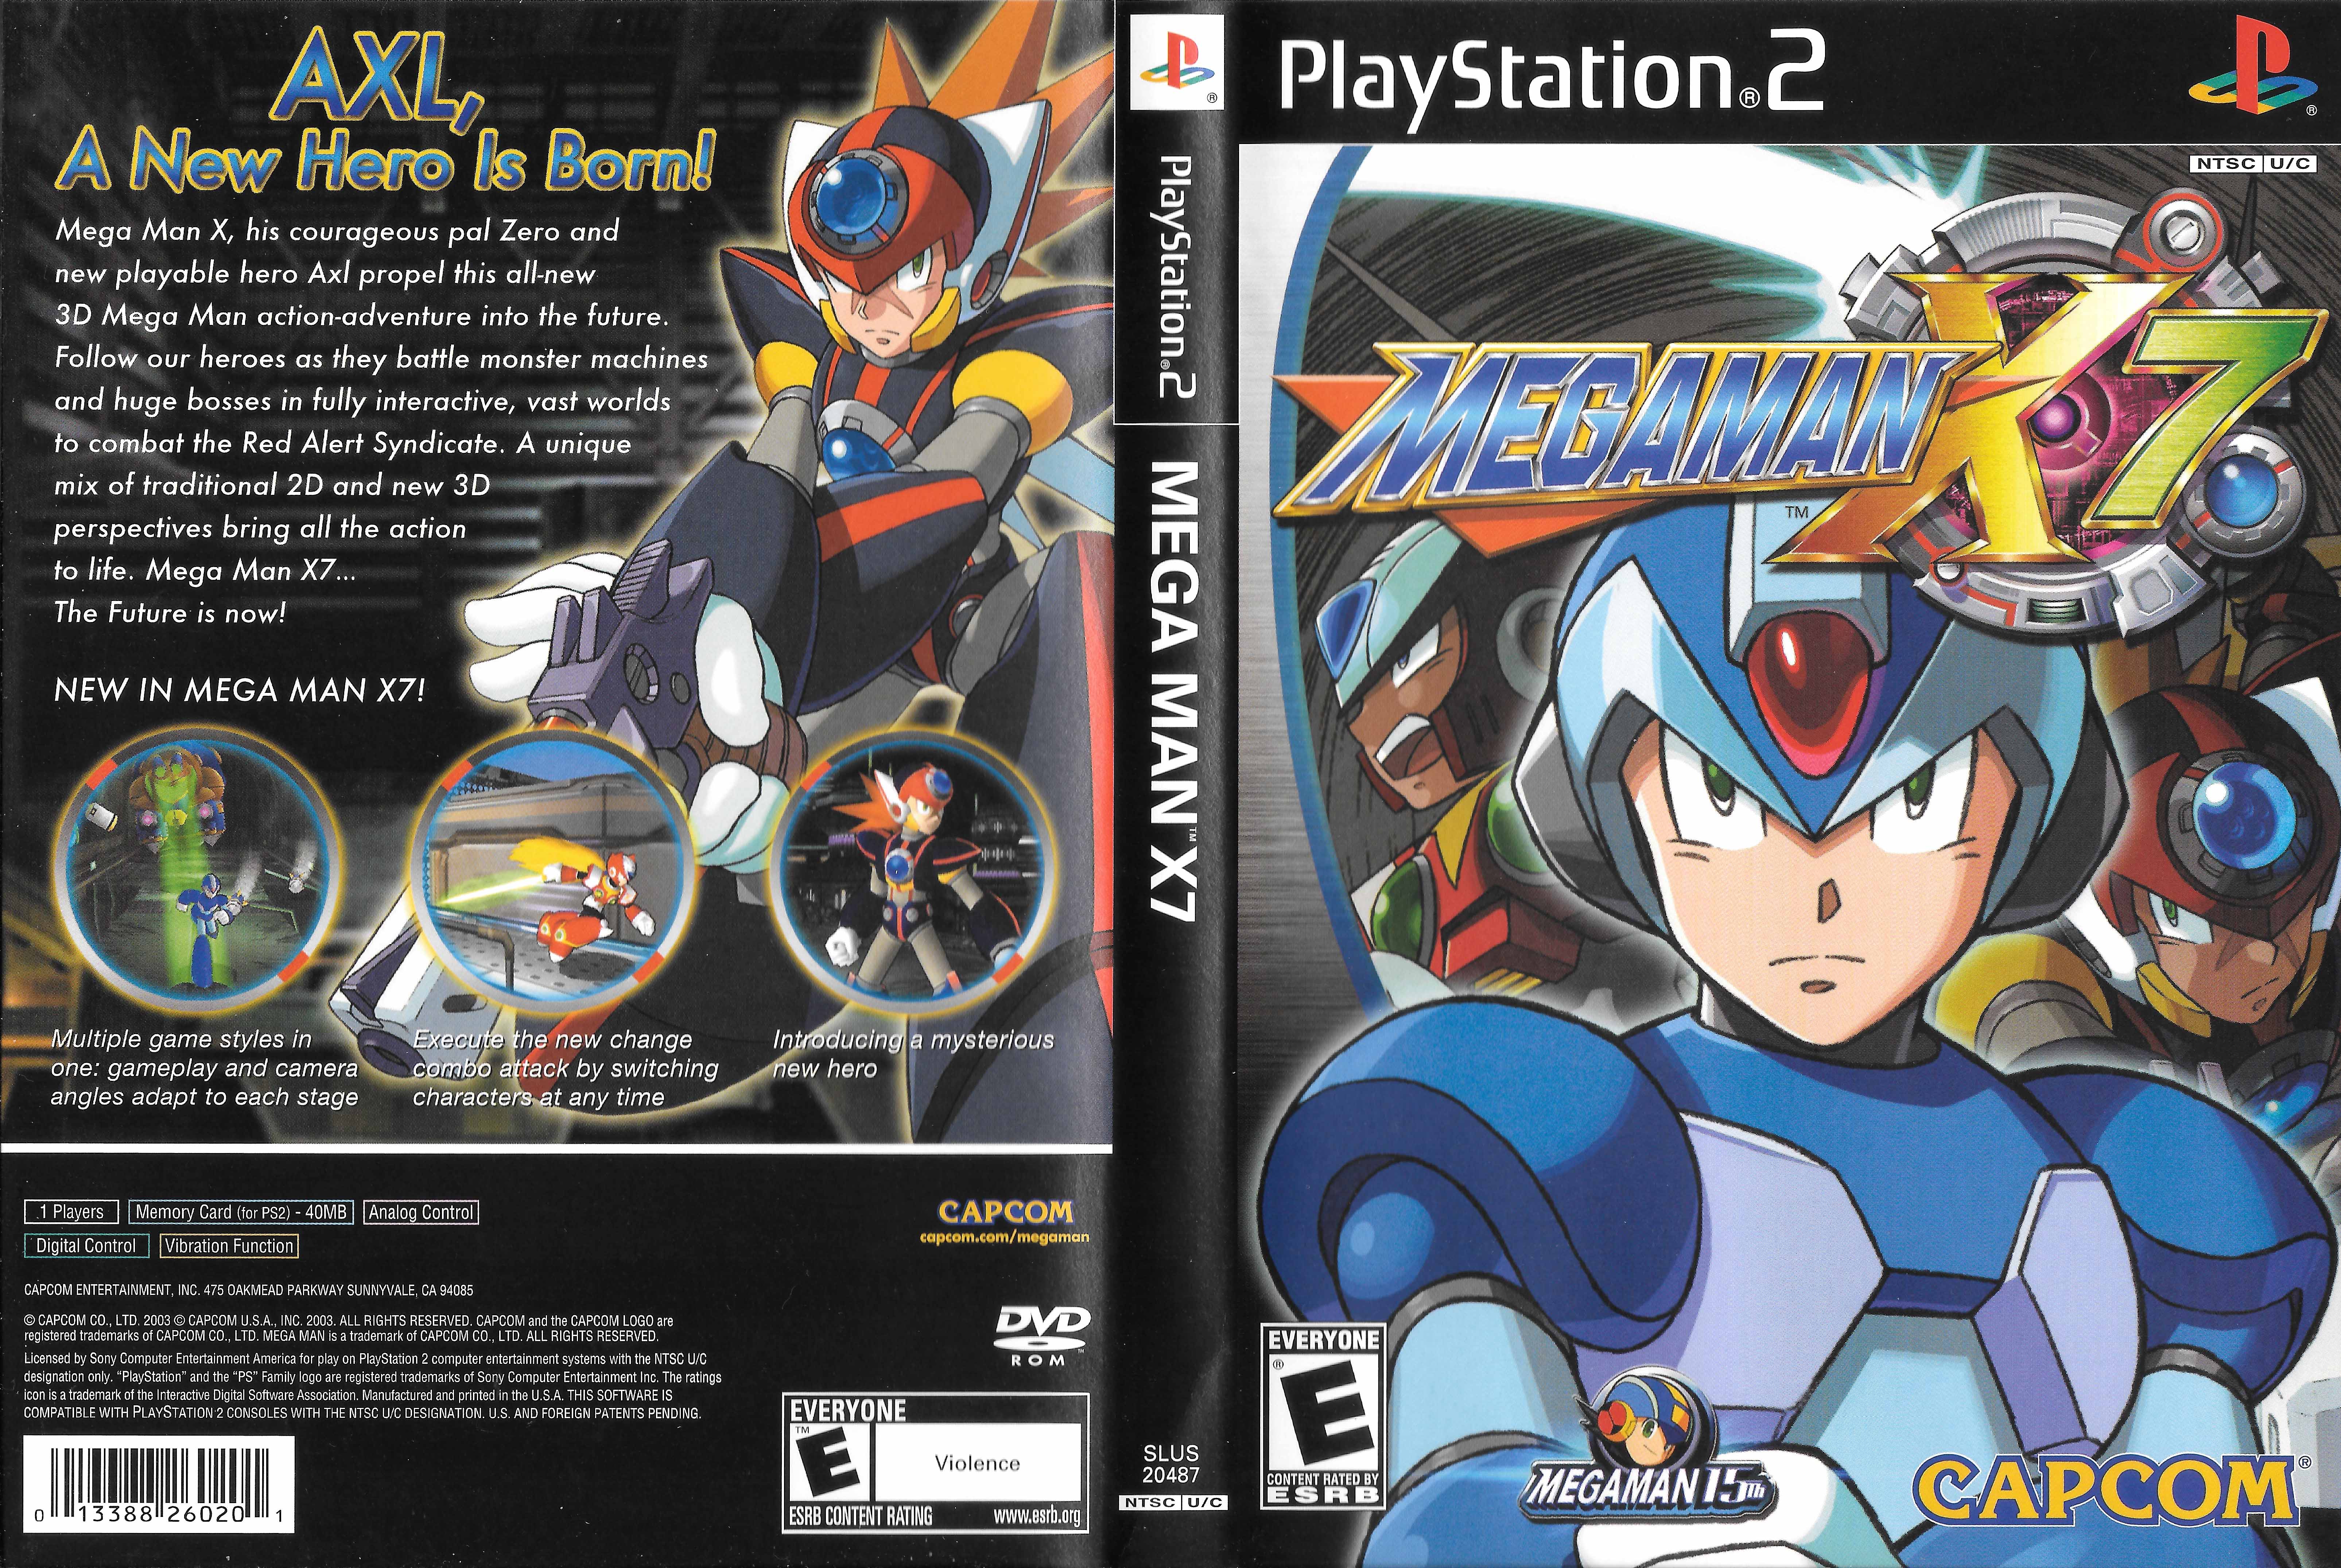 AXL,
A New Hero Is Born!
Mega Man X, his courageous pal Zero and
new playable hero Axl propel this all-new
3D Mega Man action-adventure into the future.
Follow our heroes as they battle monster machines
and huge bosses in fully interactive, vast worlds
to combat the Red Alert Syndicate. A unique
mix of traditional 2D and new 3D
perspectives bring all the action
to life. Mega Man X7...
The Future is now!
NEW IN MEGA MAN X7!
Multiple game styles in
one: gameplay and camera
angles adapt to each stage
Execute the new change
combo attack by switching
characters at any time
Introducing a mysterious
new hero
1 Players
Memory Card (for PS2) - 40MB
Analog Control
Digital Control
Vibration Function
CAPCOM
capcom.com/megaman
CAPCOM ENTERTAINMENT, INC. 475 OAKMEAD PARKWAY SUNNYVALE, CA 94085
© CAPCOM CO., LTD. 2003 © CAPCOM U.S.A., INC. 2003. ALL RIGHTS RESERVED. CAPCOM and the CAPCOM LOGO are
registered trademarks of CAPCOM CO., LTD. MEGA MAN is a trademark of CAPCOM CO., LTD. ALL RIGHTS RESERVED.
Licensed by Sony Computer Entertainment America for play on PlayStation 2 computer entertainment systems with the NTSC U/C
designation only. "PlayStation" and the "PS" Family logo are registered trademarks of Sony Computer Entertainment Inc. The ratings
icon is a trademark of the Interactive Digital Software Association. Manufactured and printed in the U.S.A. THIS SOFTWARE IS
COMPATIBLE WITH PLAYSTATION 2 CONSOLES WITH THE NTSC U/C DESIGNATION. U.S. AND FOREIGN PATENTS PENDING.
0 13388 26020 1
DVD™
ROM
EVERYONE
™
E
Violence
ESRB CONTENT RATING www.esrb.org
®
PlayStation®2
MEGA MAN™ X7
SLUS
20487
NTSC U/C
PlayStation®2
®
NTSC U/C
MEGAMAN X7
™
EVERYONE
®
E
CONTENT RATED BY
ESRB
MEGAMAN 15TH
CAPCOM®